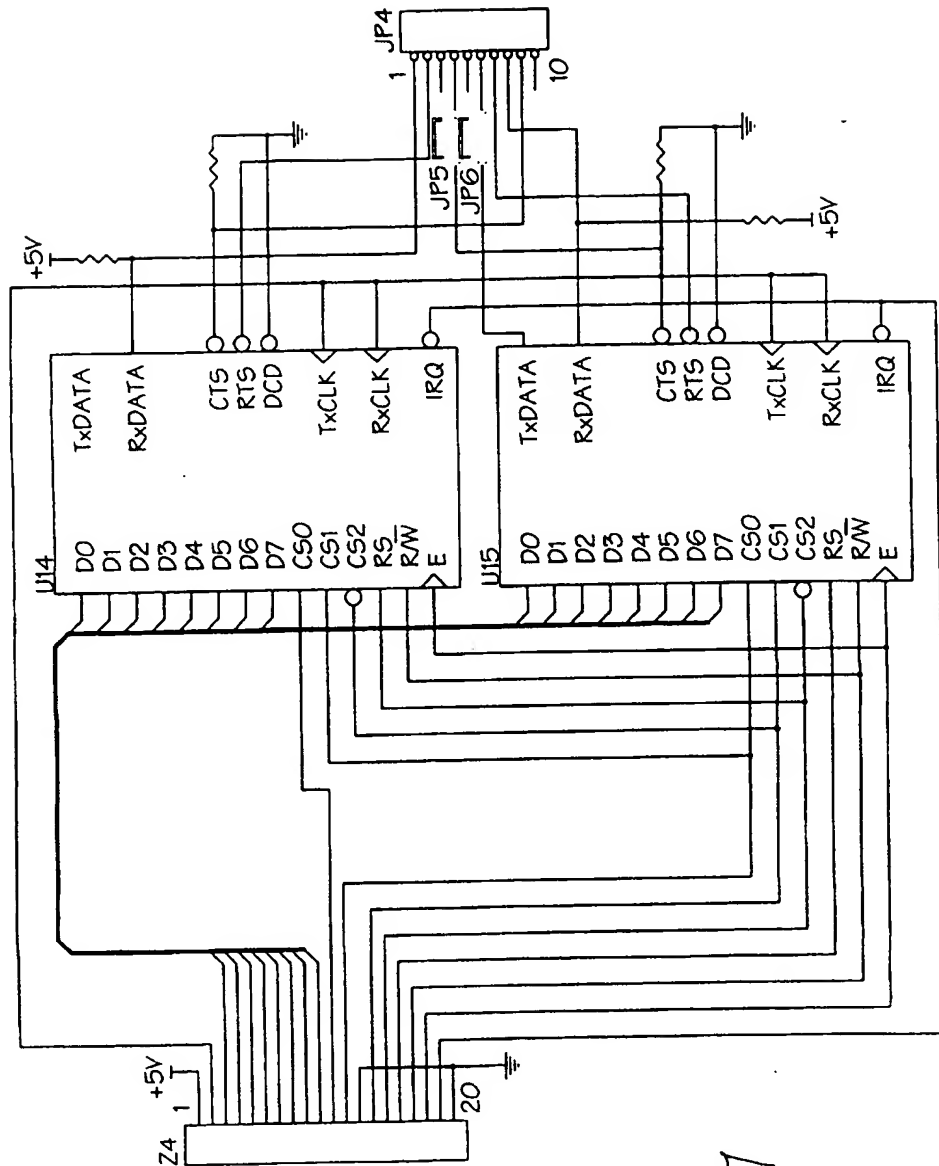 JP4
1
10
+5V
JP5
JP6
+5V
U14
TxDATA
RxDATA
CTS
RTS
DCD
TxCLK
RxCLK
IRQ
D0
D1
D2
D3
D4
D5
D6
D7
CS0
CS1
CS2
RS
R/W̅
E
U15
TxDATA
RxDATA
CTS
RTS
DCD
TxCLK
RxCLK
IRQ
D0
D1
D2
D3
D4
D5
D6
D7
CS0
CS1
CS2
RS
R/W̅
E
+5V
1
Z4
20